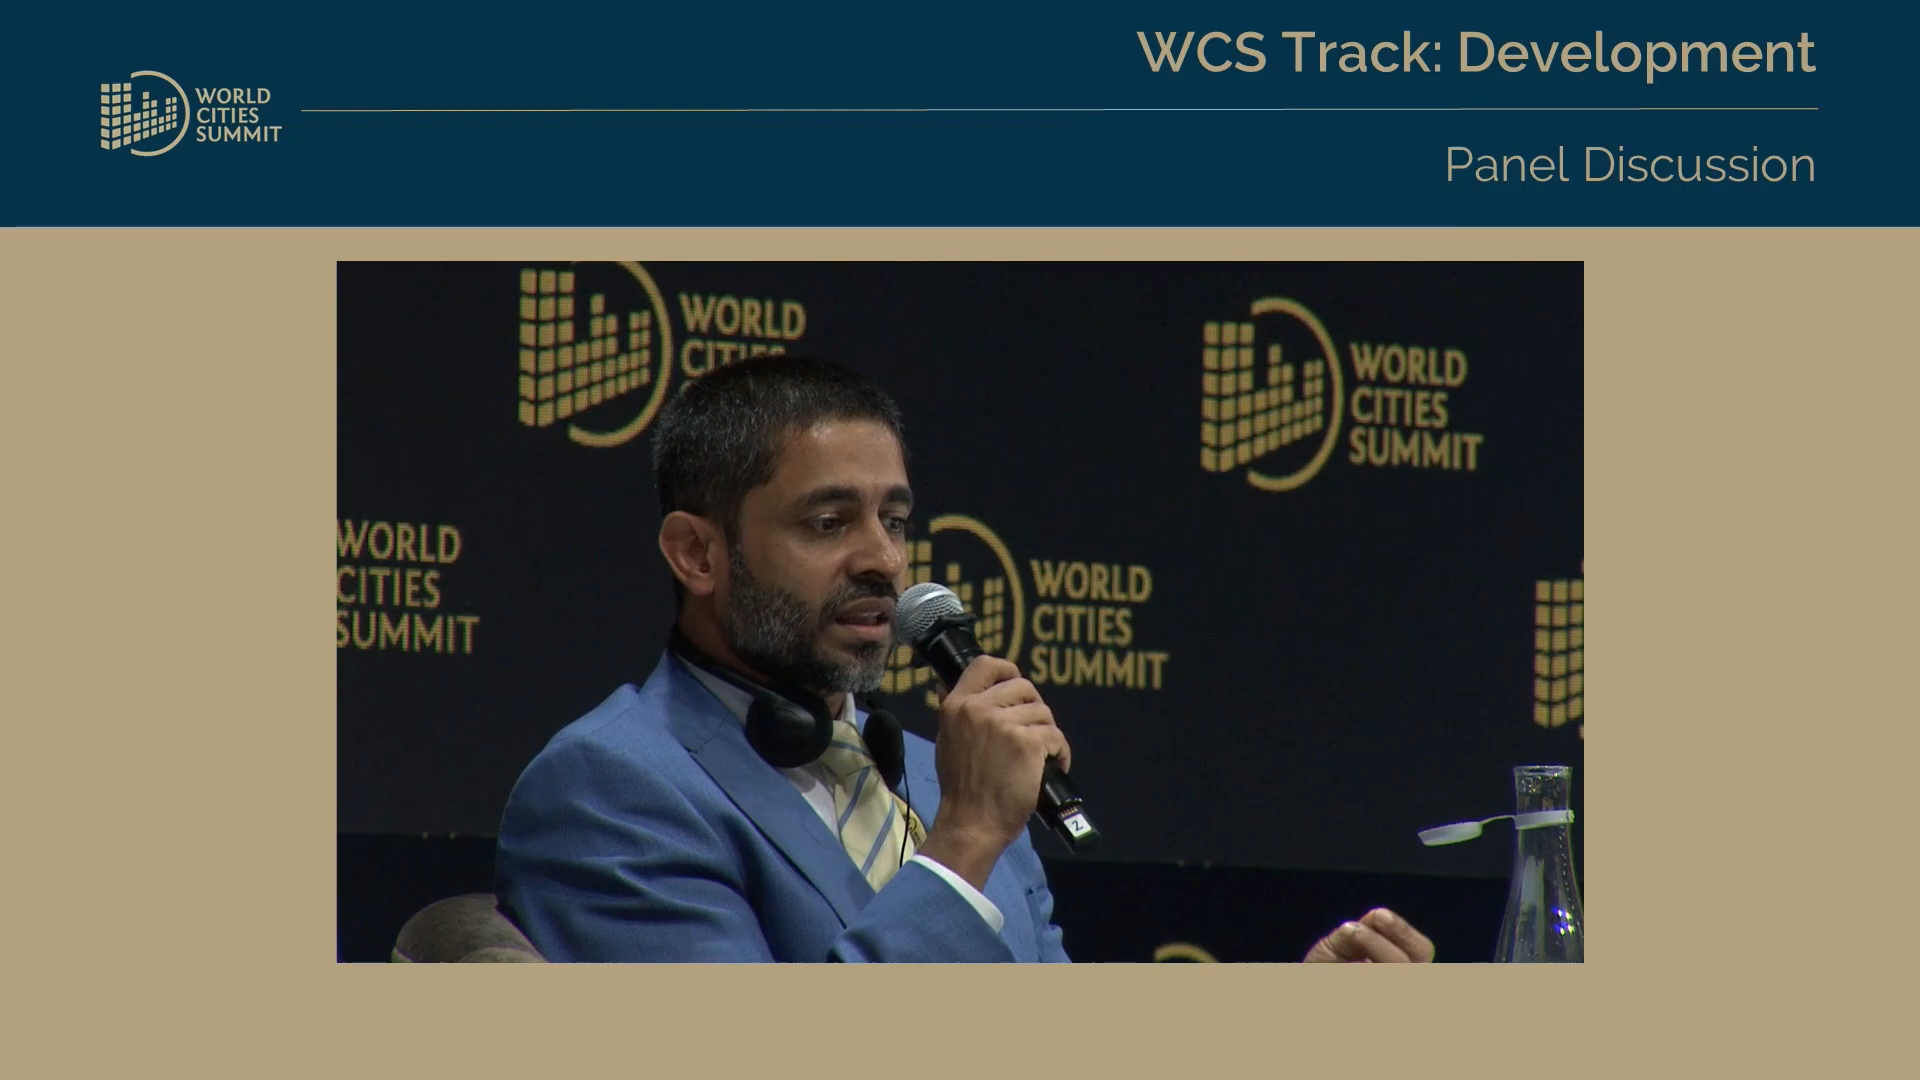 WCS Track: Development
WORLD
CITIES
SUMMIT
Panel Discussion
WORLD
CITIES
WORLD
CITIES
SUMMIT
WORLD
CITIES
SUMMIT
WORLD
CITIES
SUMMIT
2